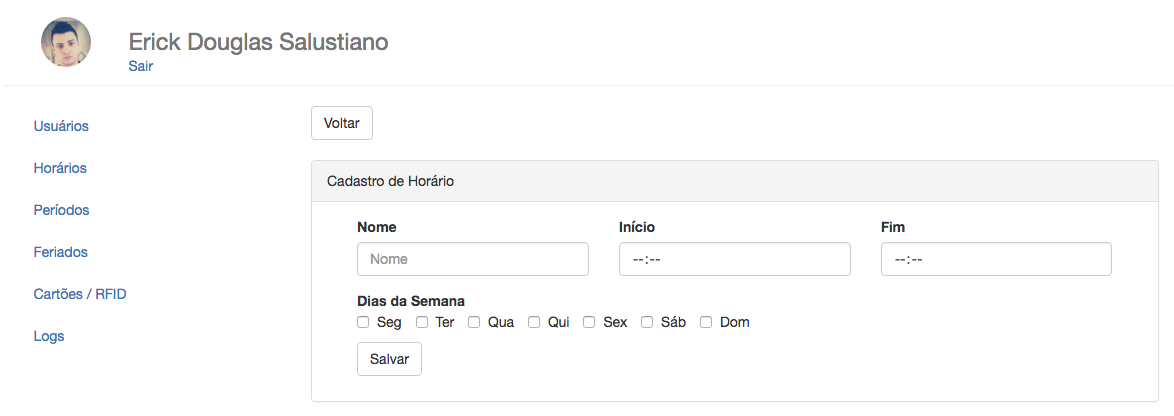 Erick Douglas Salustiano
Sair
Usuários
Horários
Períodos
Feriados
Cartões / RFID
Logs
Voltar
Cadastro de Horário
Nome Início Fim
Nome --:-- --:--
Dias da Semana
Seg Ter Qua Qui Sex Sáb Dom
Salvar